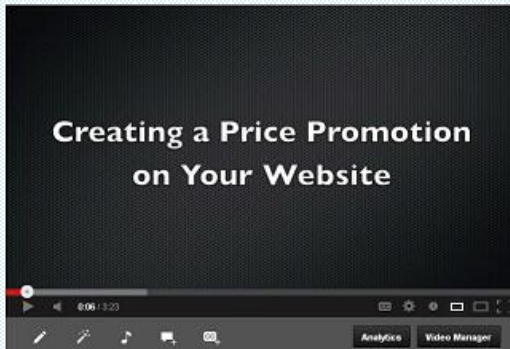 Creating a Price Promotion
on Your Website
0:06 / 3:23
Analytics
Video Manager